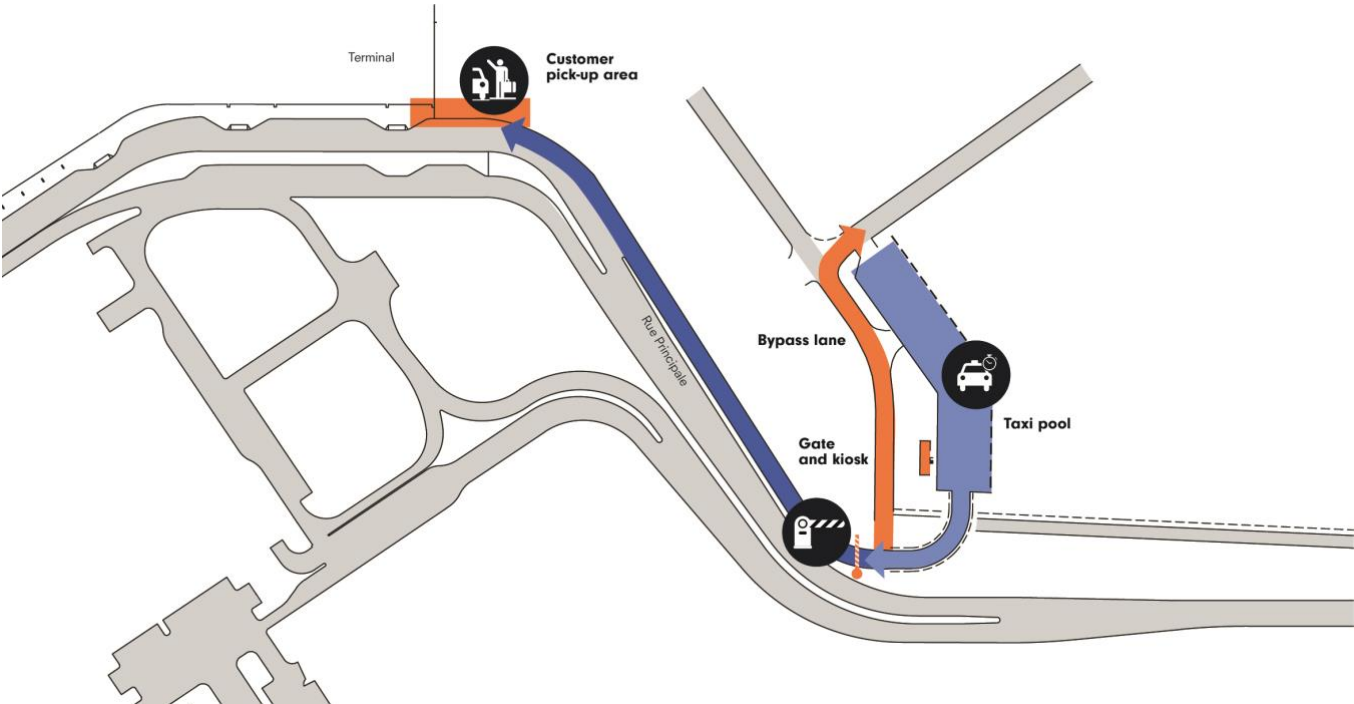 Terminal
Customer
pick-up area
Rue Principale
Bypass lane
Taxi pool
Gate
and kiosk